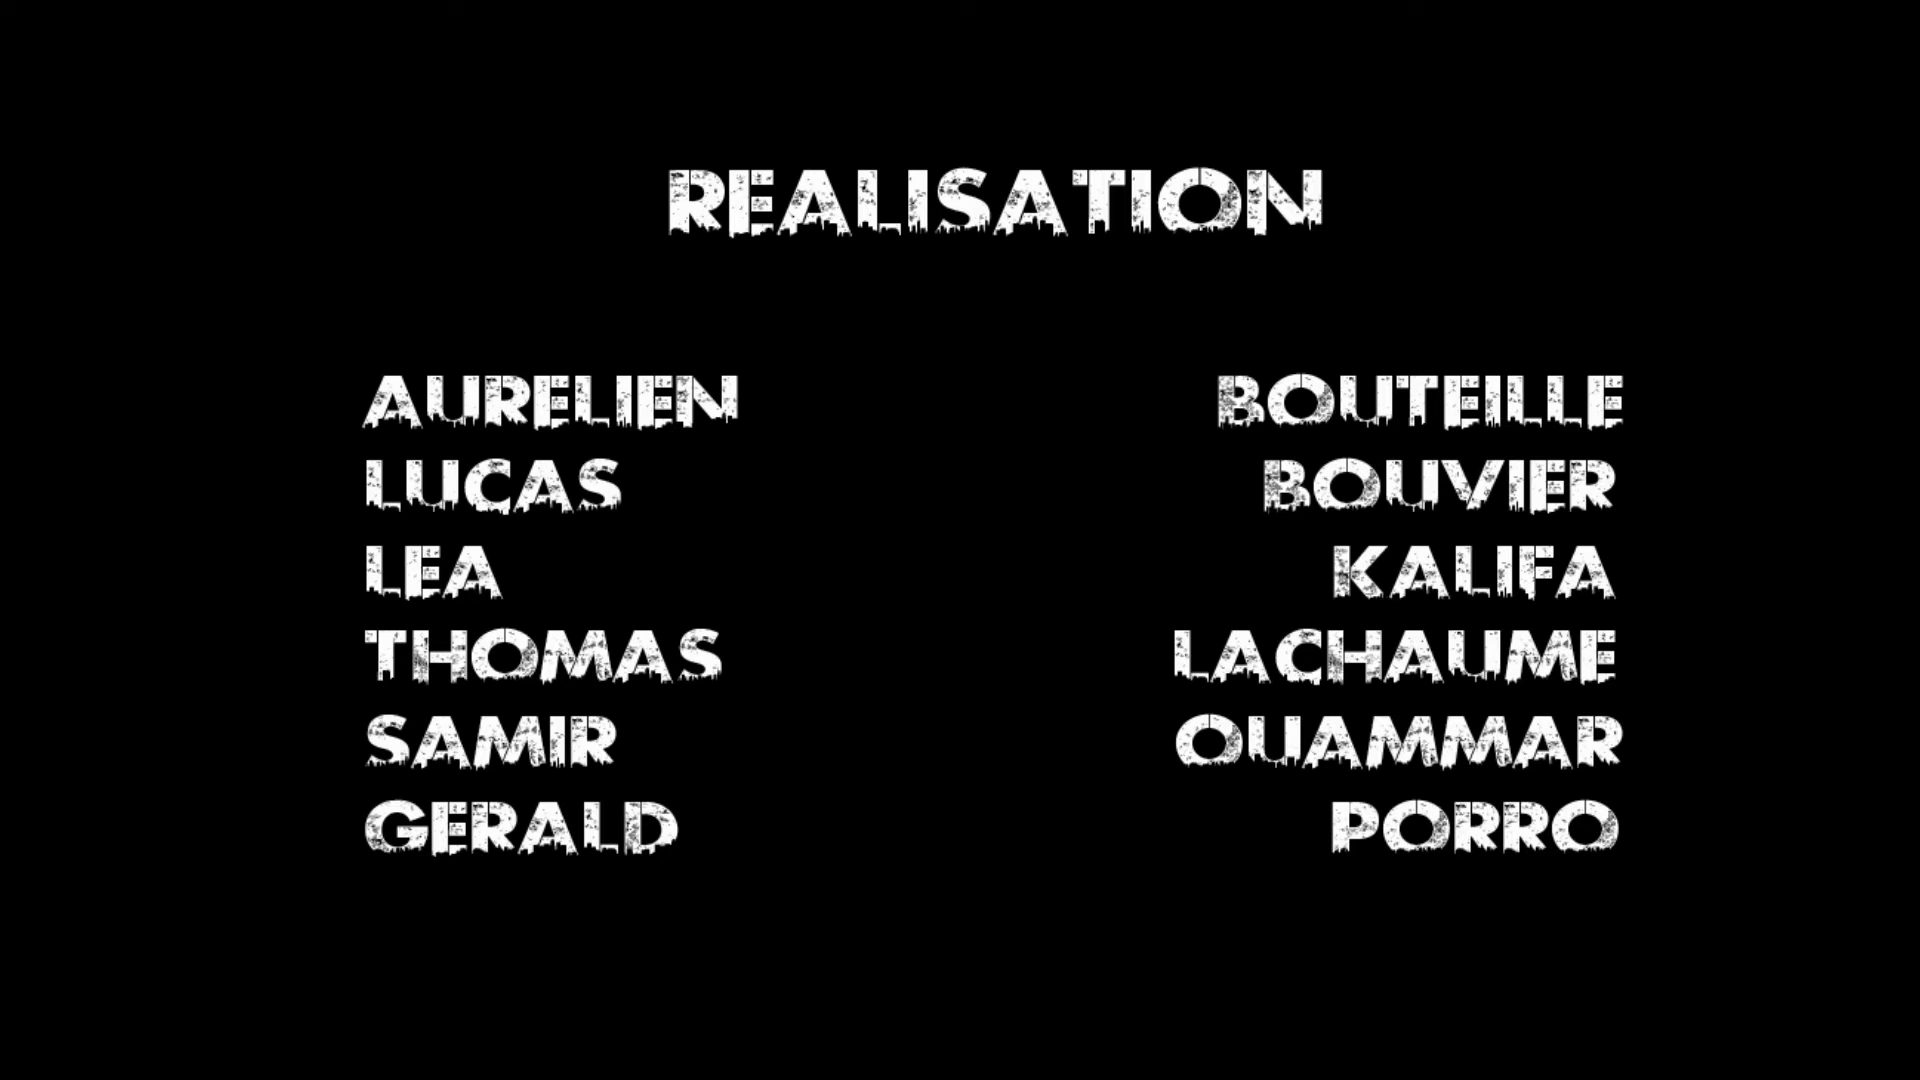 REALISATION
AURELIEN BOUTEILLE
LUCAS BOUVIER
LEA KALIFA
THOMAS LACHAUME
SAMIR OUAMMAR
GERALD PORRO